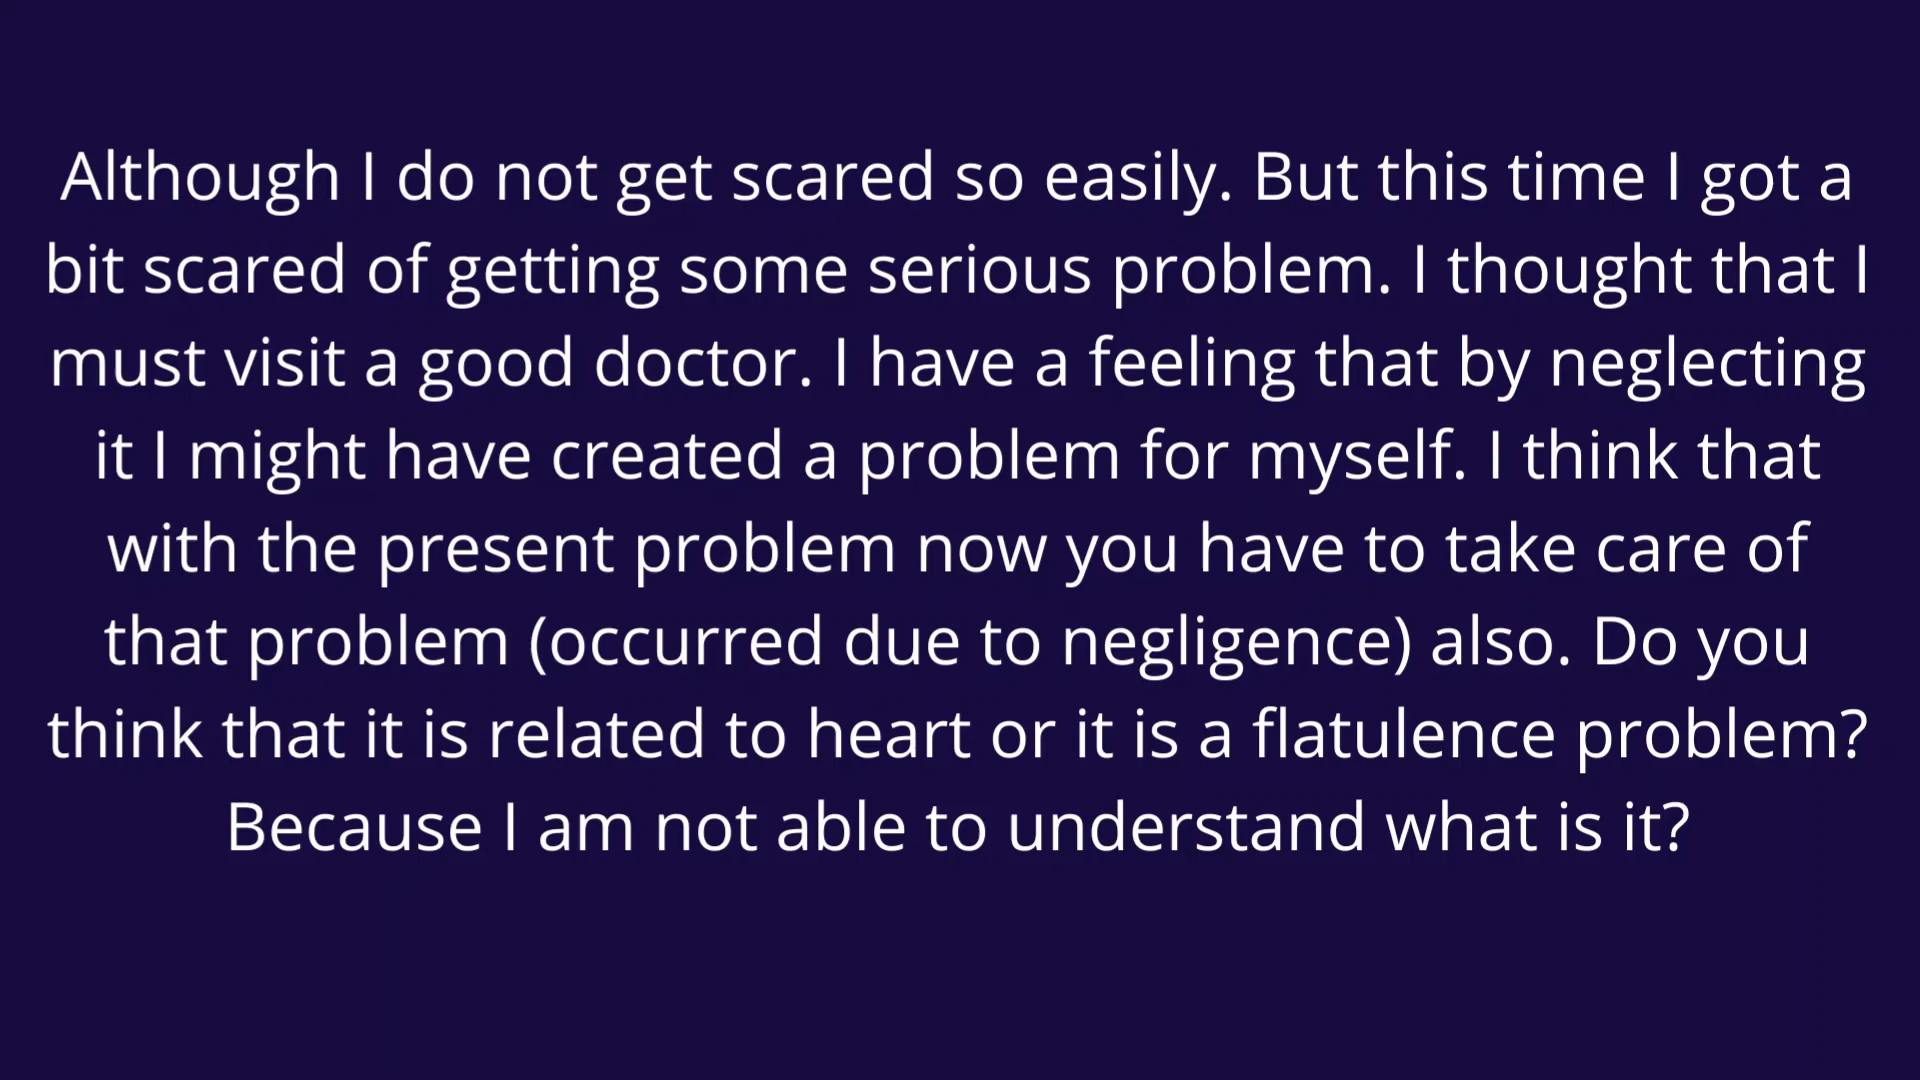 Although I do not get scared so easily. But this time I got a
bit scared of getting some serious problem. I thought that I
must visit a good doctor. I have a feeling that by neglecting
it I might have created a problem for myself. I think that
with the present problem now you have to take care of
that problem (occurred due to negligence) also. Do you
think that it is related to heart or it is a flatulence problem?
Because I am not able to understand what is it?